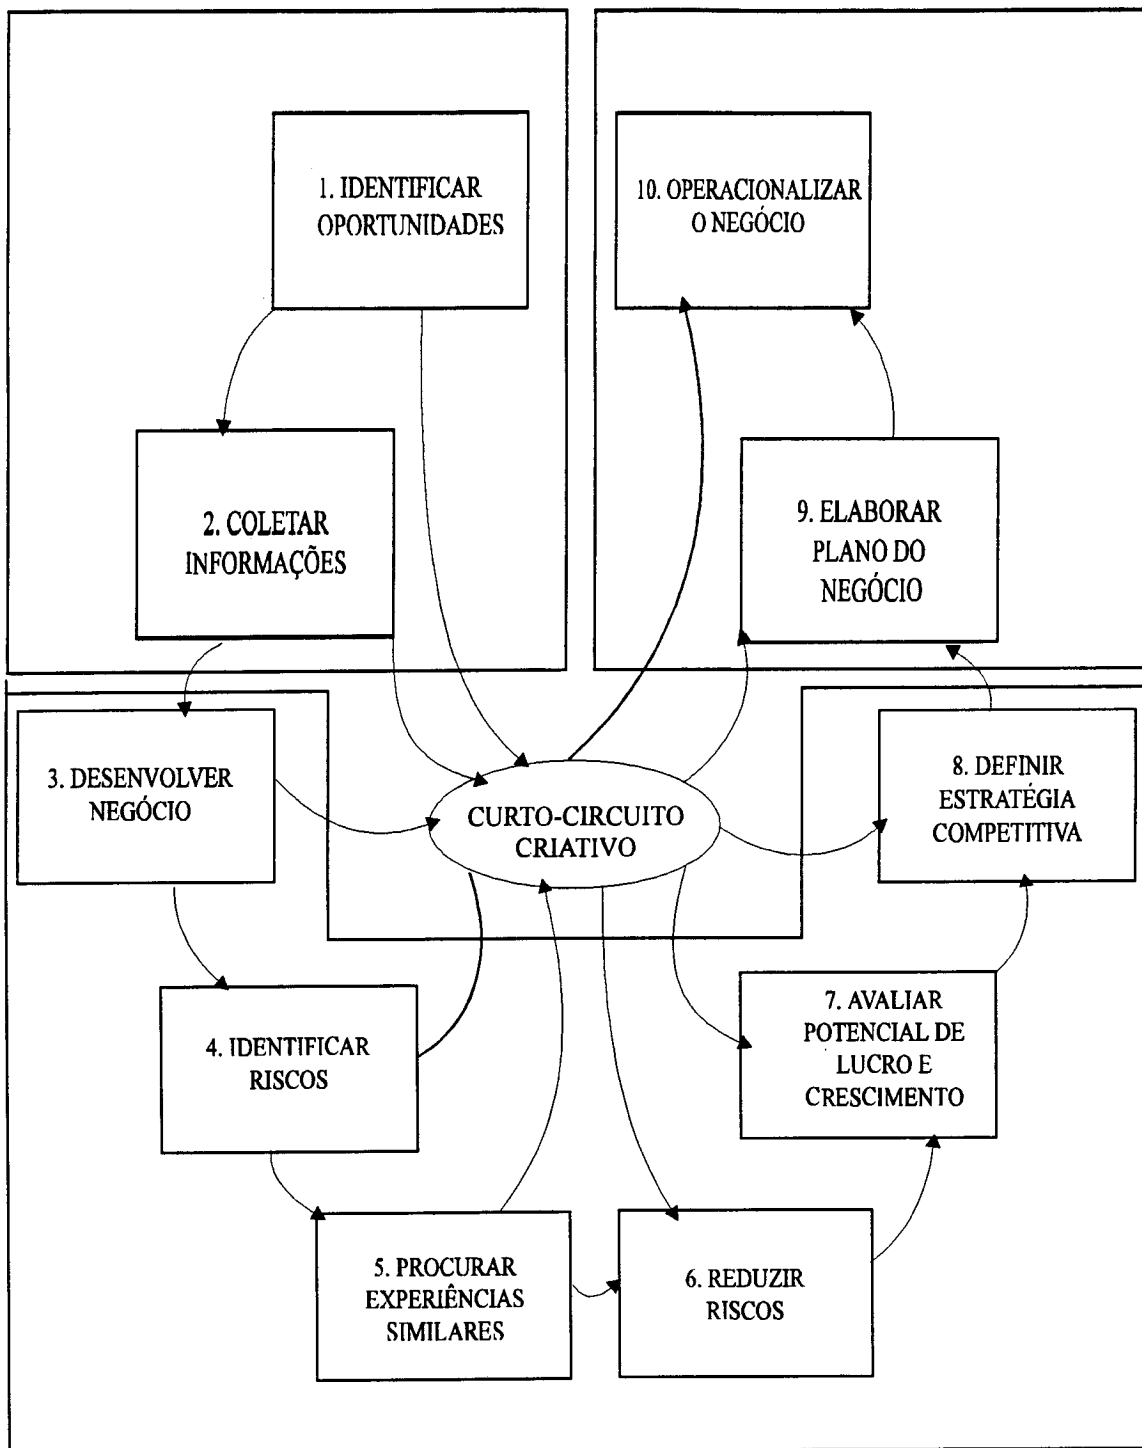 1. IDENTIFICAR
OPORTUNIDADES
2. COLETAR
INFORMAÇÕES
3. DESENVOLVER
NEGÓCIO
4. IDENTIFICAR
RISCOS
5. PROCURAR
EXPERIÊNCIAS
SIMILARES
6. REDUZIR
RISCOS
7. AVALIAR
POTENCIAL DE
LUCRO E
CRESCIMENTO
8. DEFINIR
ESTRATÉGIA
COMPETITIVA
9. ELABORAR
PLANO DO
NEGÓCIO
10. OPERACIONALIZAR
O NEGÓCIO
CURTO-CIRCUITO
CRIATIVO